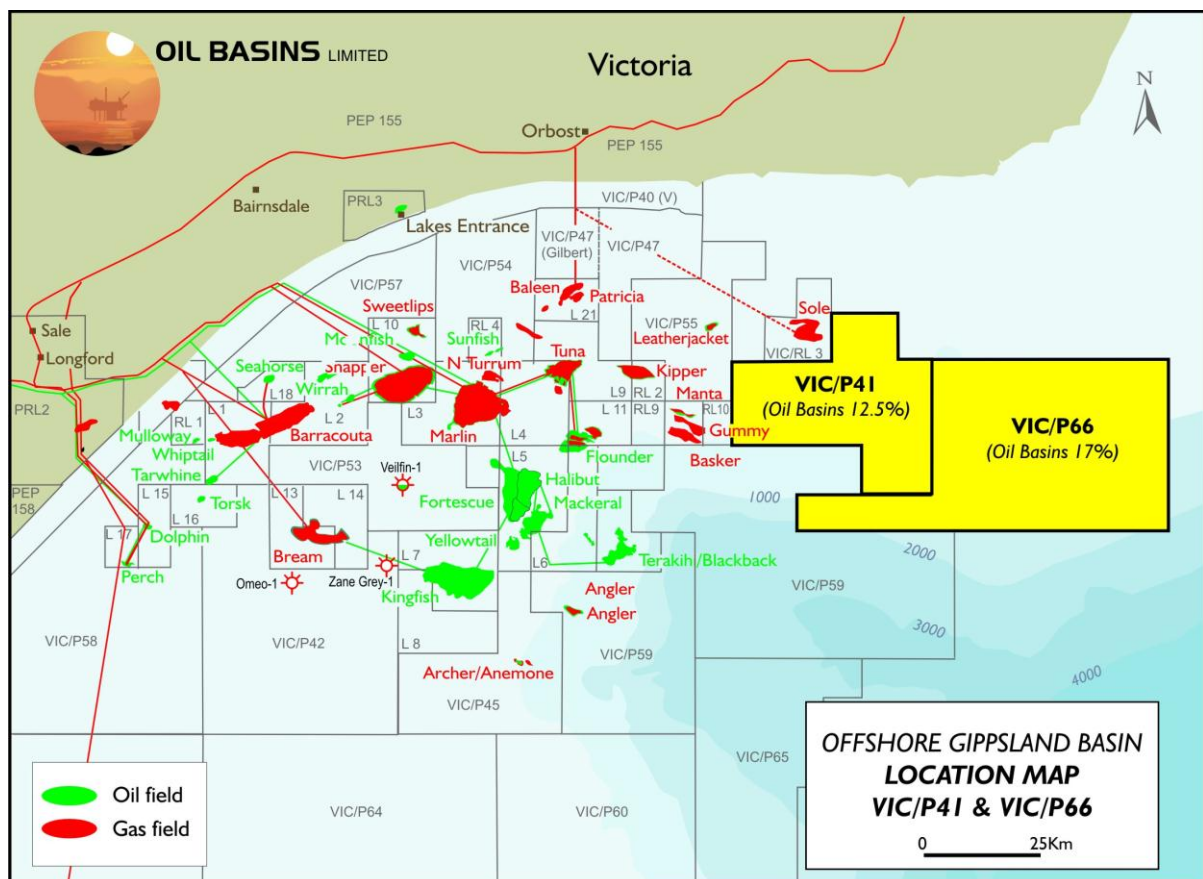 OIL BASINS LIMITED
Victoria
N
PEP 155
Orbost
PEP 155
Bairnsdale
PRL3
Lakes Entrance
VIC/P40 (V)
VIC/P47
(Gilbert)
VIC/P47
VIC/P54
VIC/P57
Sweetlips
L 10
RL 4
Sunfish
Baleen
Patricia
L 21
VIC/P55
Leatherjacket
Sole
VIC/RL 3
Sale
Longford
Seahorse
Snapper
Wirrah
N Turrum
Tuna
Kipper
L9
RL 2
Manta
VIC/P41
(Oil Basins 12.5%)
VIC/P66
(Oil Basins 17%)
PRL2
RL 1
L 1
L18
L 2
L3
L4
L 11
RL9
RL10
Mulloway
Whiptail
Tarwhine
Barracouta
Marlin
Flounder
Gummy
Basker
VIC/P53
Veilfin-1
L5
Halibut
Mackeral
Fortescue
PEP
158
L 15
L 16
Torsk
L 13
L 14
1000
L 17
Dolphin
Perch
Bream
Yellowtail
L 7
L6
Terakih/Blackback
2000
Omeo-1
Zane Grey-1
Kingfish
Angler
Angler
VIC/P59
VIC/P58
VIC/P42
L 8
VIC/P59
3000
Archer/Anemone
VIC/P45
4000
VIC/P65
VIC/P64
VIC/P60
Oil field
Gas field
OFFSHORE GIPPSLAND BASIN
LOCATION MAP
VIC/P41 & VIC/P66
0 25Km